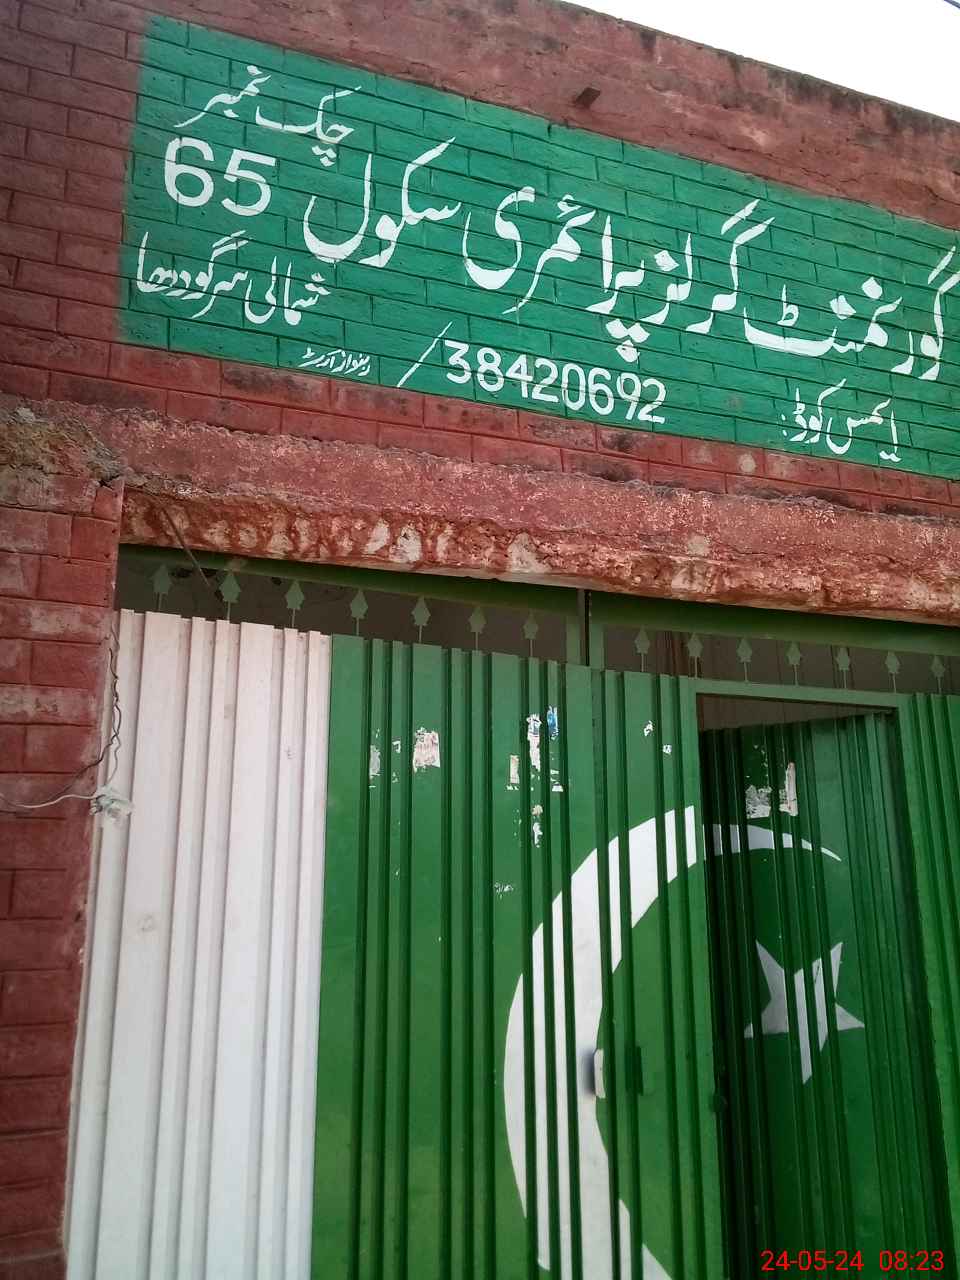 گورنمنٹ گرلز پرائمری سکول چک نمبر 65 شمالی سرگودھا
ایمس کوڈ: 38420692
24-05-24 08:23